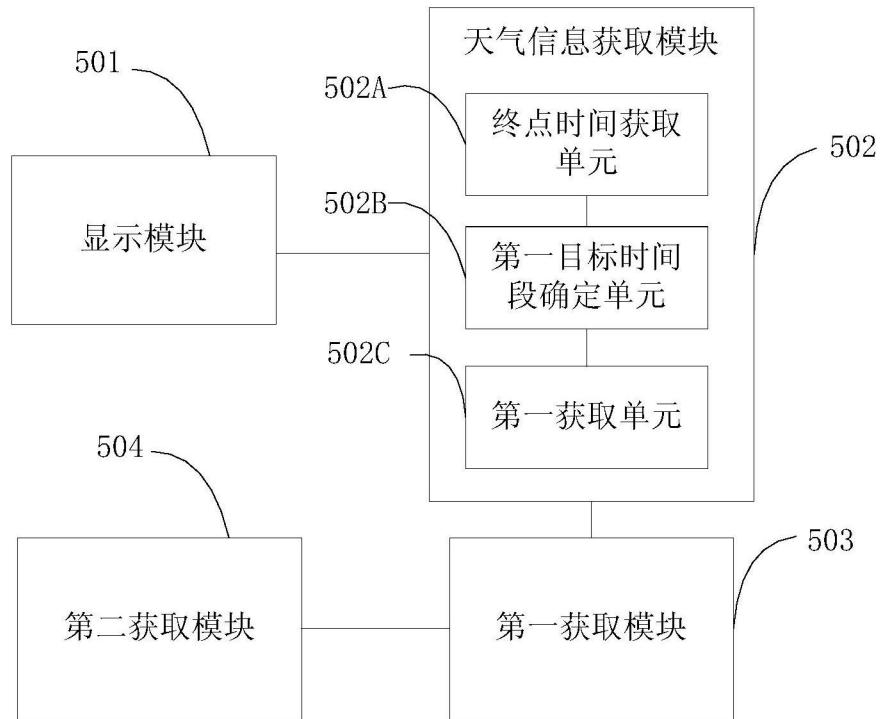 天气信息获取模块
501
502A
终点时间获取
单元
502
显示模块
502B
第一目标时间
段确定单元
502C
第一获取单元
504
503
第二获取模块
第一获取模块